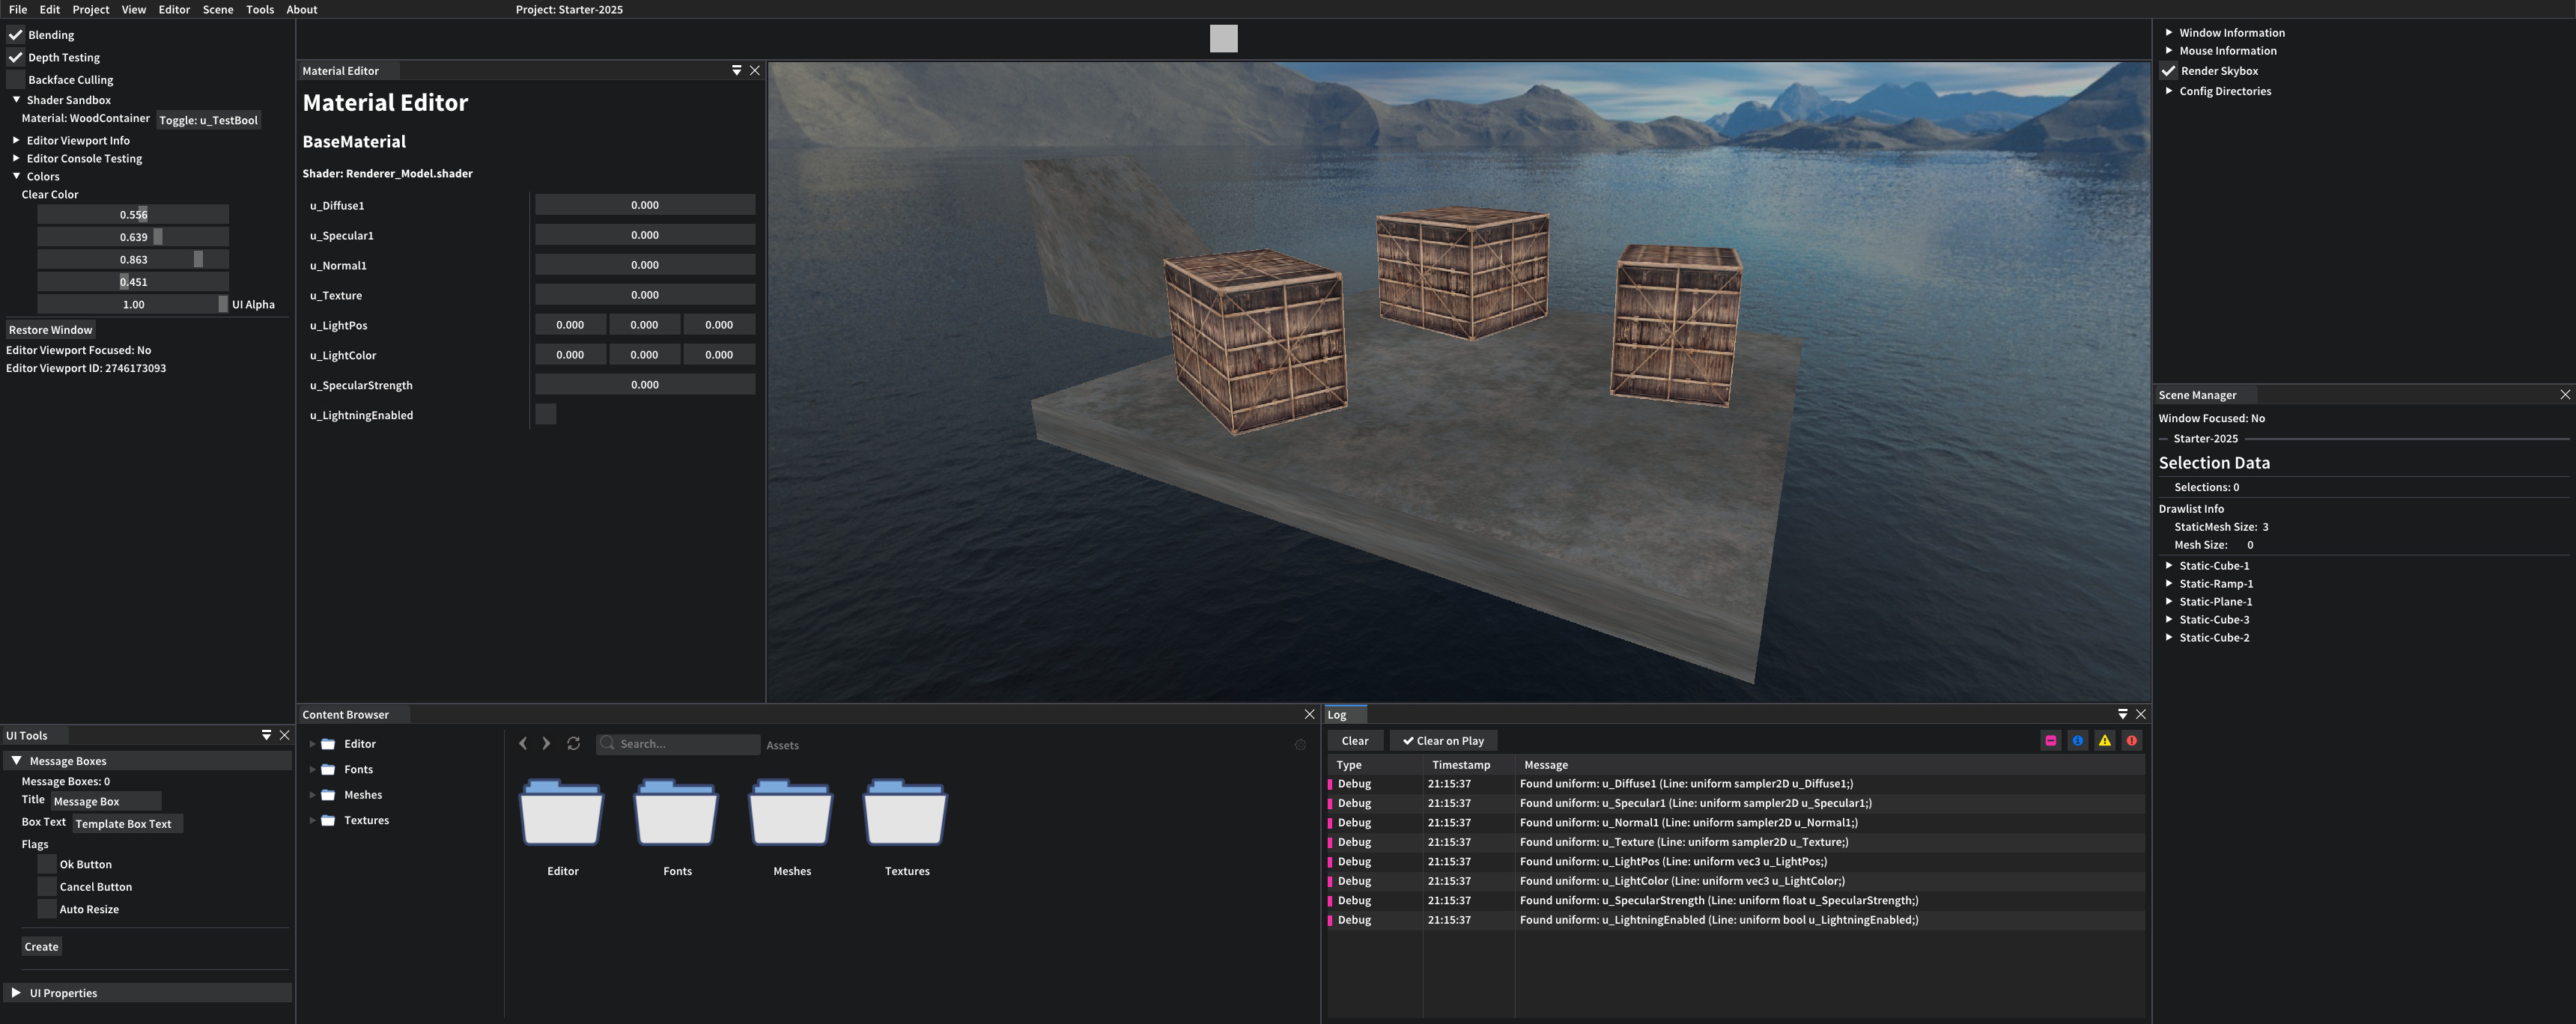 File Edit Project View Editor Scene Tools About Project: Starter-2025
Blending
Depth Testing
Backface Culling
Shader Sandbox
Material: WoodContainer Toggle: u_TestBool
Editor Viewport Info
Editor Console Testing
Colors
Clear Color
0.556
0.639
0.863
0.451
1.00 UI Alpha
Restore Window
Editor Viewport Focused: No
Editor Viewport ID: 2746173093
UI Tools
Message Boxes
Message Boxes: 0
Title Message Box
Box Text Template Box Text
Flags
Ok Button
Cancel Button
Auto Resize
Create
UI Properties
Material Editor
Material Editor
BaseMaterial
Shader: Renderer_Model.shader
u_Diffuse1 0.000
u_Specular1 0.000
u_Normal1 0.000
u_Texture 0.000
u_LightPos 0.000 0.000 0.000
u_LightColor 0.000 0.000 0.000
u_SpecularStrength 0.000
u_LightningEnabled
Content Browser
Editor
Fonts
Meshes
Textures
Search... Assets
Editor Fonts Meshes Textures
Log
Clear Clear on Play
Type Timestamp Message
Debug 21:15:37 Found uniform: u_Diffuse1 (Line: uniform sampler2D u_Diffuse1;)
Debug 21:15:37 Found uniform: u_Specular1 (Line: uniform sampler2D u_Specular1;)
Debug 21:15:37 Found uniform: u_Normal1 (Line: uniform sampler2D u_Normal1;)
Debug 21:15:37 Found uniform: u_Texture (Line: uniform sampler2D u_Texture;)
Debug 21:15:37 Found uniform: u_LightPos (Line: uniform vec3 u_LightPos;)
Debug 21:15:37 Found uniform: u_LightColor (Line: uniform vec3 u_LightColor;)
Debug 21:15:37 Found uniform: u_SpecularStrength (Line: uniform float u_SpecularStrength;)
Debug 21:15:37 Found uniform: u_LightningEnabled (Line: uniform bool u_LightningEnabled;)
Window Information
Mouse Information
Render Skybox
Config Directories
Scene Manager
Window Focused: No
Starter-2025
Selection Data
Selections: 0
Drawlist Info
StaticMesh Size: 3
Mesh Size: 0
Static-Cube-1
Static-Ramp-1
Static-Plane-1
Static-Cube-3
Static-Cube-2